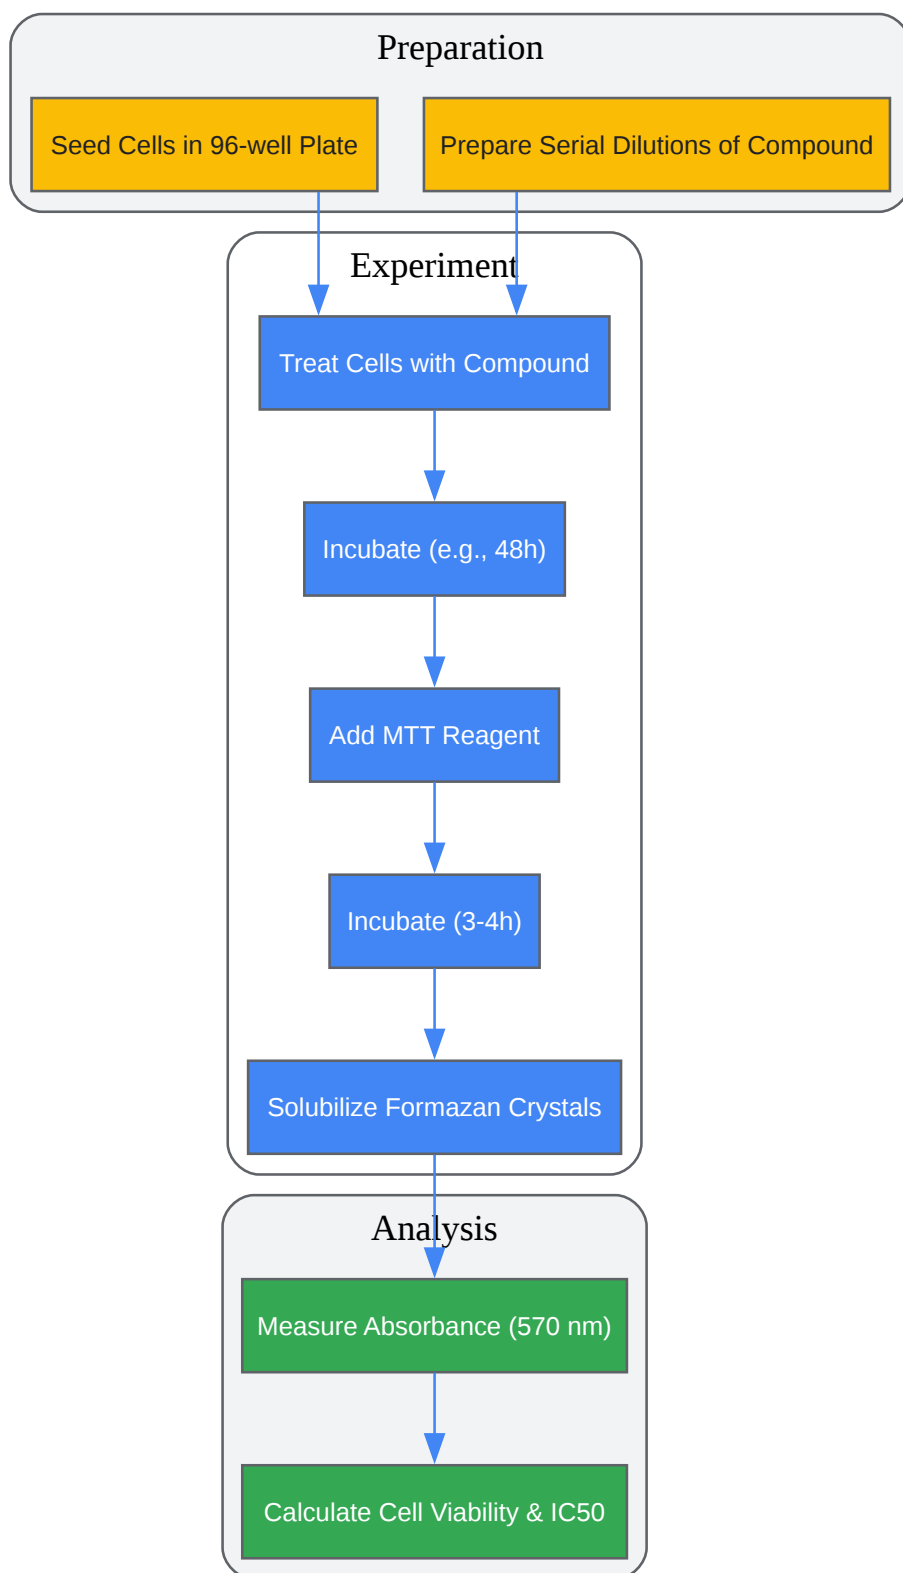 Preparation
Seed Cells in 96-well Plate
Prepare Serial Dilutions of Compound
Experiment
Treat Cells with Compound
Incubate (e.g., 48h)
Add MTT Reagent
Incubate (3-4h)
Solubilize Formazan Crystals
Analysis
Measure Absorbance (570 nm)
Calculate Cell Viability & IC50